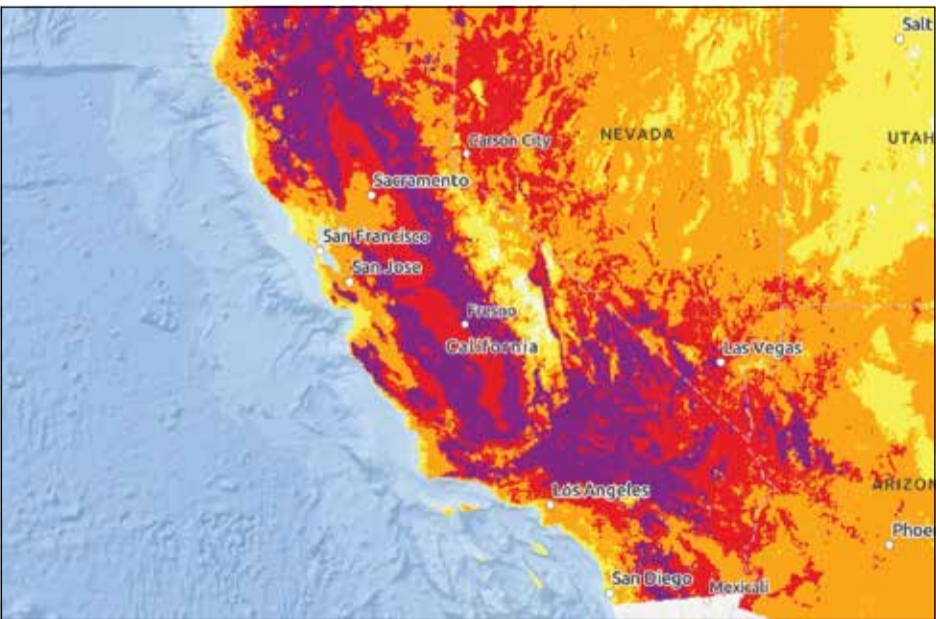 Salt
Carson City
NEVADA
UTAH
Sacramento
San Francisco
San Jose
Fresno
California
Las Vegas
ARIZON
Los Angeles
Phoe
San Diego
Mexicali